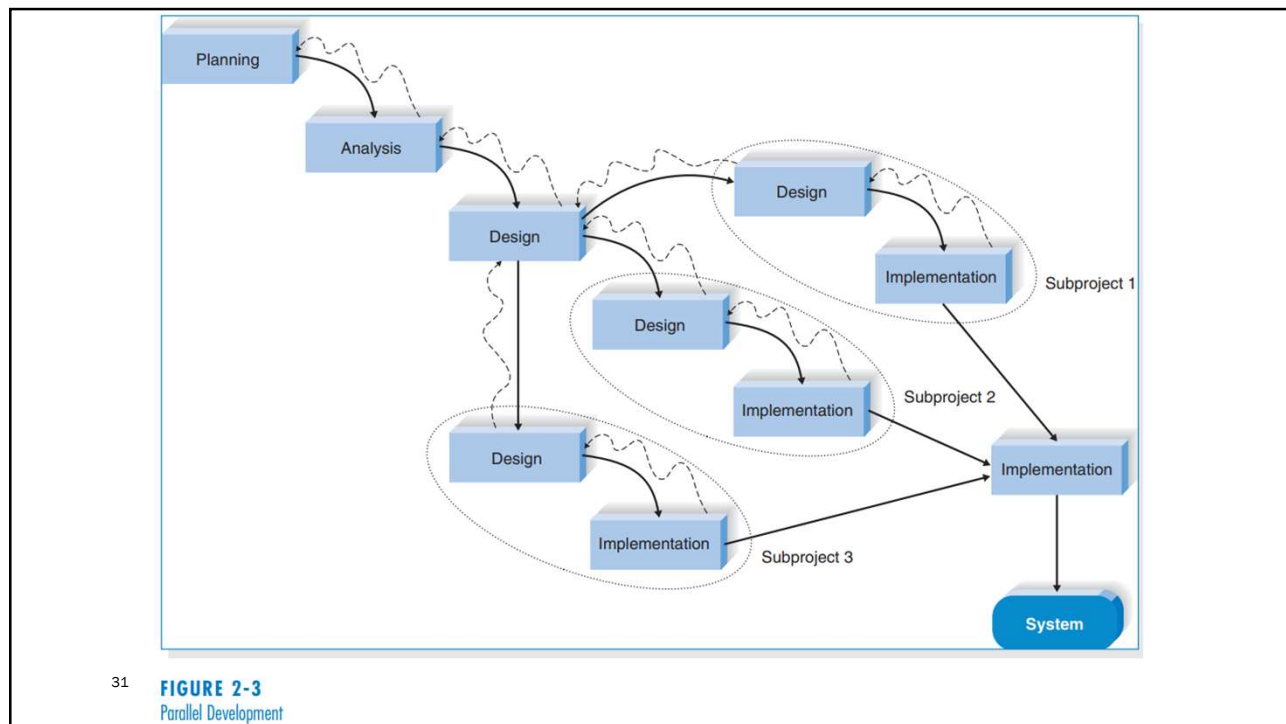 Planning
Analysis
Design
Design
Implementation
Subproject 1
Design
Implementation
Subproject 2
Design
Implementation
Subproject 3
Implementation
System
31
FIGURE 2-3
Parallel Development